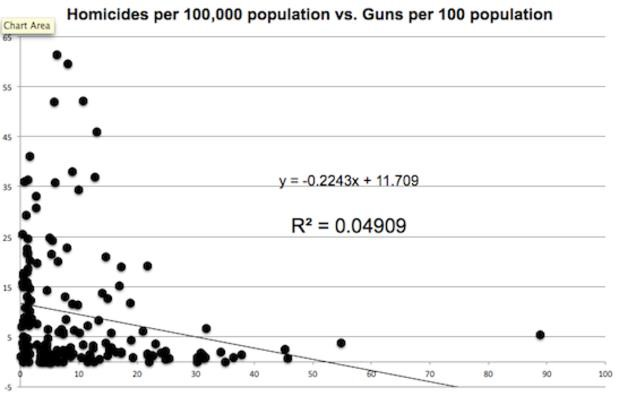 Homicides per 100,000 population vs. Guns per 100 population
Chart Area
65
55
45
35
25
15
5
-5
y = -0.2243x + 11.709
R² = 0.04909
0 10 20 30 40 50 60 70 80 90 100